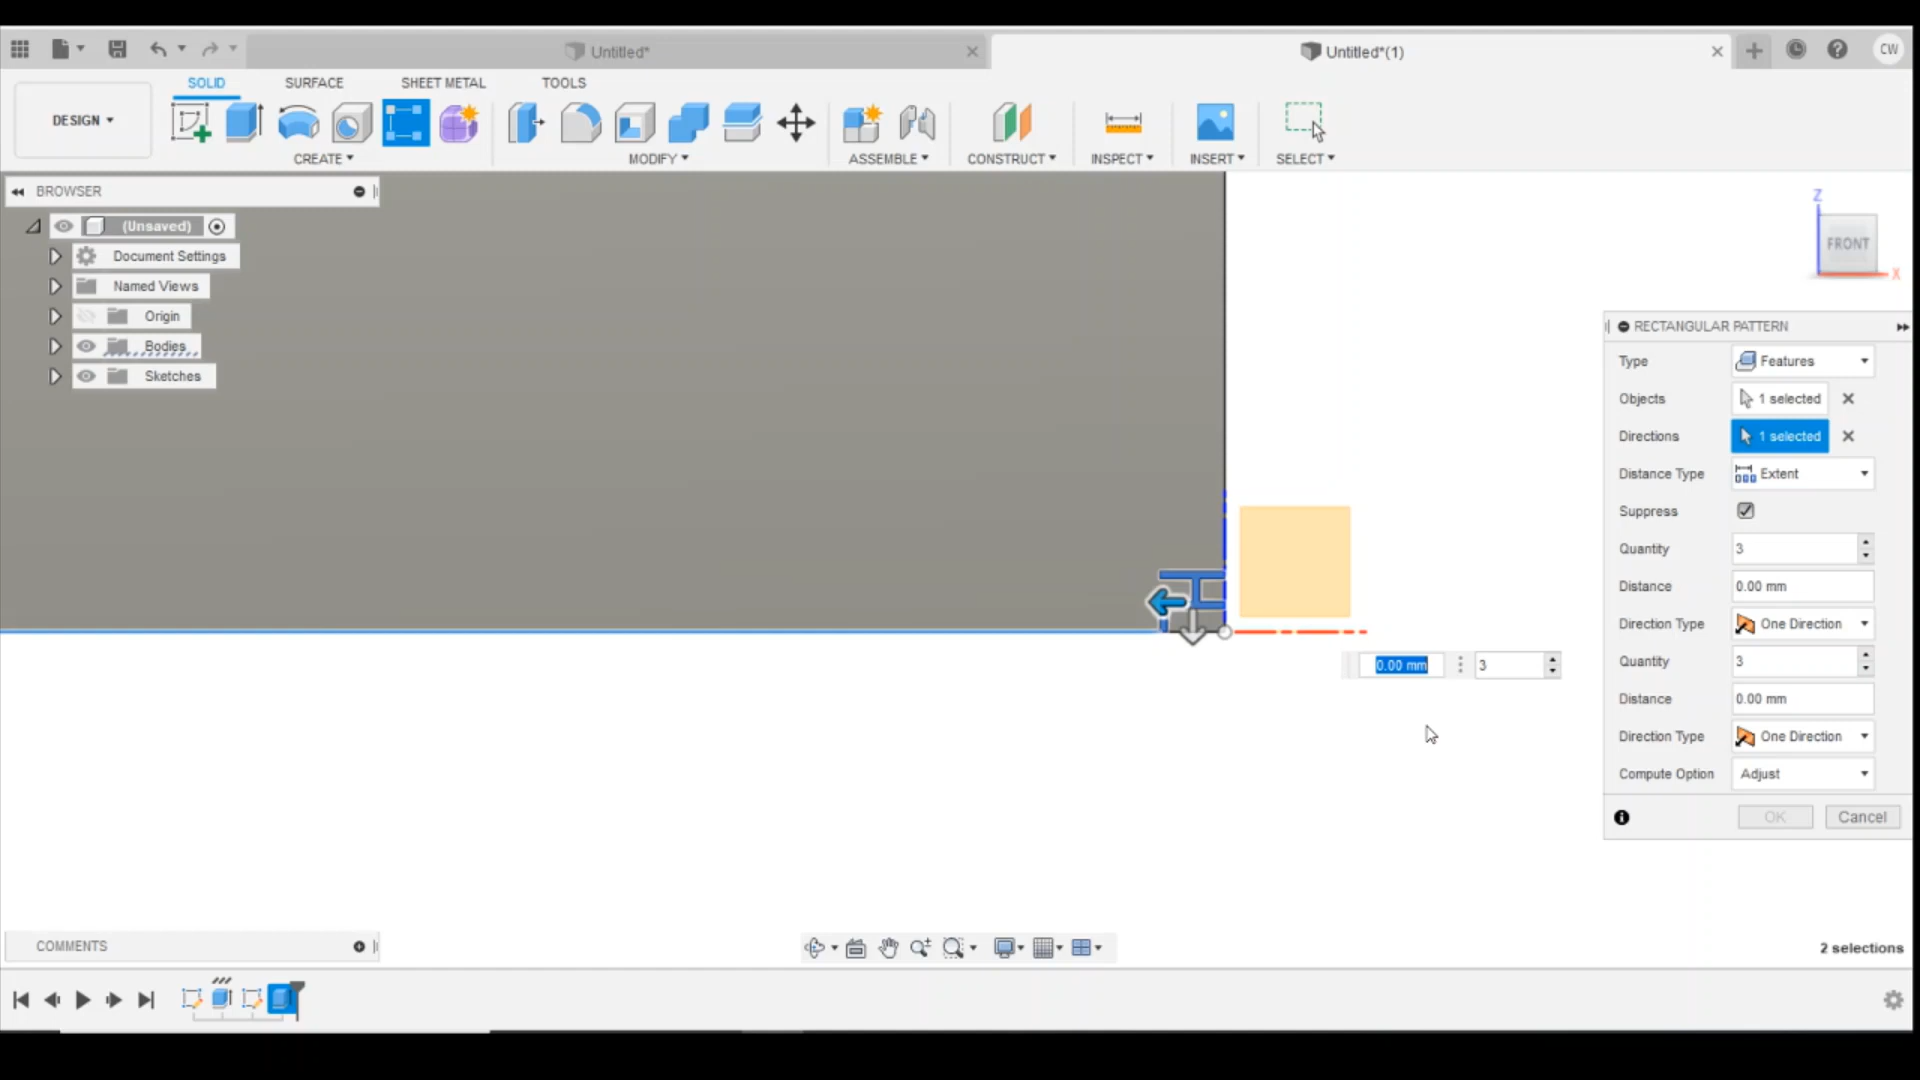 Untitled*
Untitled*(1)
CW
DESIGN
SOLID
SURFACE
SHEET METAL
TOOLS
CREATE
MODIFY
ASSEMBLE
CONSTRUCT
INSPECT
INSERT
SELECT
BROWSER
(Unsaved)
Document Settings
Named Views
Origin
Bodies
Sketches
Z
FRONT
X
RECTANGULAR PATTERN
Type Features
Objects 1 selected
Directions 1 selected
Distance Type Extent
Suppress
Quantity 3
Distance 0.00 mm
Direction Type One Direction
Quantity 3
Distance 0.00 mm
Direction Type One Direction
Compute Option Adjust
OK Cancel
0.00 mm 3
COMMENTS
2 selections